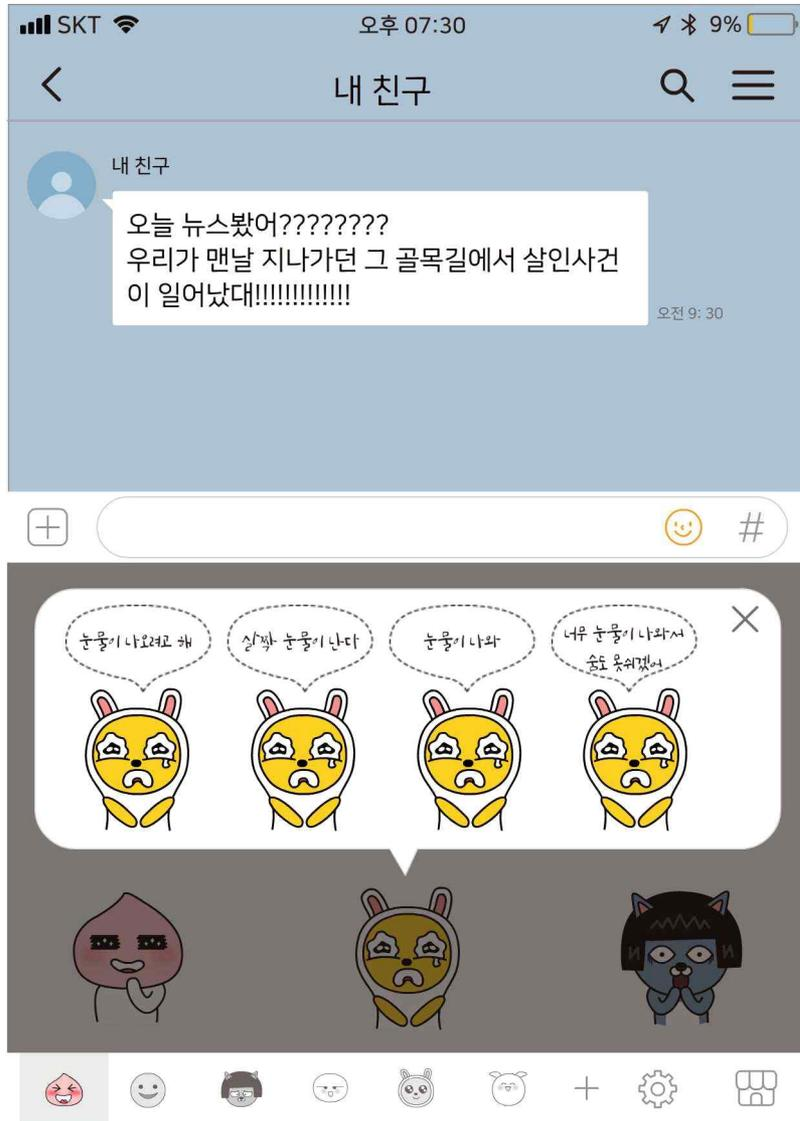 SKT 오후 07:30 9%
내 친구
내 친구
오늘 뉴스봤어????????
우리가 맨날 지나가던 그 골목길에서 살인사건
이 일어났대!!!!!!!!!!!!!
오전 9: 30
#
눈물이 나오려고 해
살짝 눈물이 난다
눈물이 나와
너무 눈물이 나와서
숨도 못쉬겠어